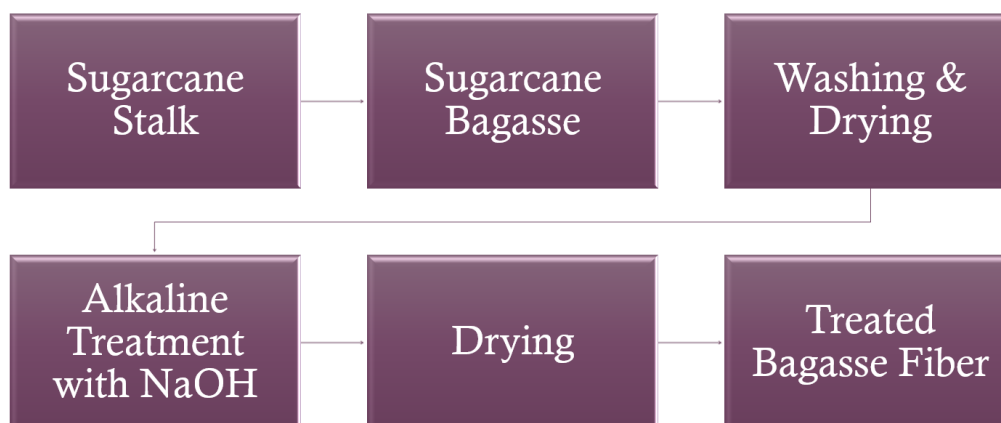 Sugarcane
Stalk
Sugarcane
Bagasse
Washing &
Drying
Alkaline
Treatment
with NaOH
Drying
Treated
Bagasse Fiber